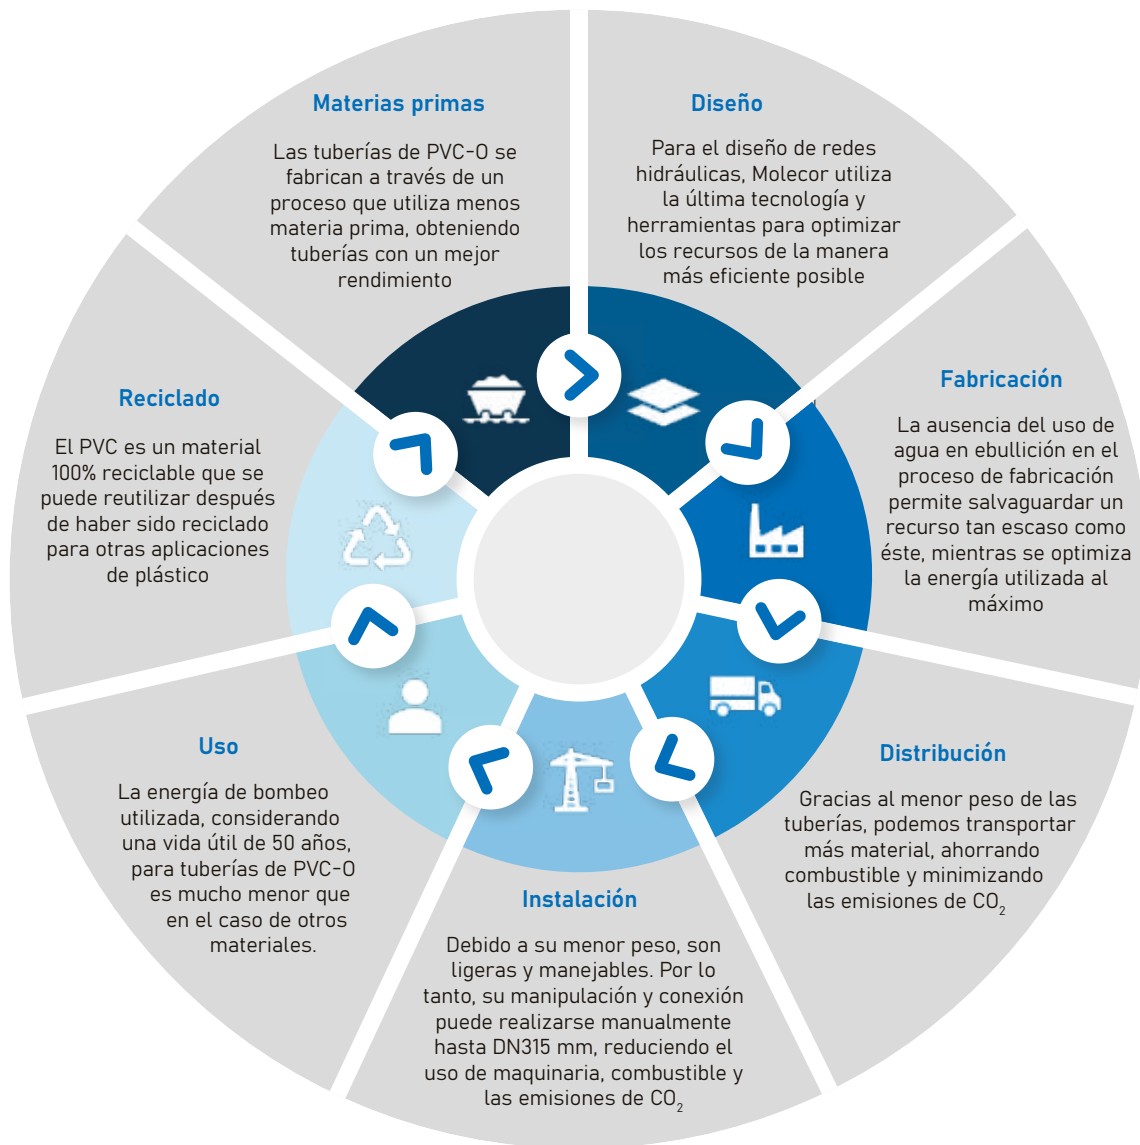 Materias primas
Las tuberías de PVC-O se
fabrican a través de un
proceso que utiliza menos
materia prima, obteniendo
tuberías con un mejor
rendimiento
Diseño
Para el diseño de redes
hidráulicas, Molecor utiliza
la última tecnología y
herramientas para optimizar
los recursos de la manera
más eficiente posible
Fabricación
La ausencia del uso de
agua en ebullición en el
proceso de fabricación
permite salvaguardar un
recurso tan escaso como
éste, mientras se optimiza
la energía utilizada al
máximo
Distribución
Gracias al menor peso de las
tuberías, podemos transportar
más material, ahorrando
combustible y minimizando
las emisiones de CO₂
Instalación
Debido a su menor peso, son
ligeras y manejables. Por lo
tanto, su manipulación y conexión
puede realizarse manualmente
hasta DN315 mm, reduciendo el
uso de maquinaria, combustible y
las emisiones de CO₂
Uso
La energía de bombeo
utilizada, considerando
una vida útil de 50 años,
para tuberías de PVC-O
es mucho menor que
en el caso de otros
materiales.
Reciclado
El PVC es un material
100% reciclable que se
puede reutilizar después
de haber sido reciclado
para otras aplicaciones
de plástico